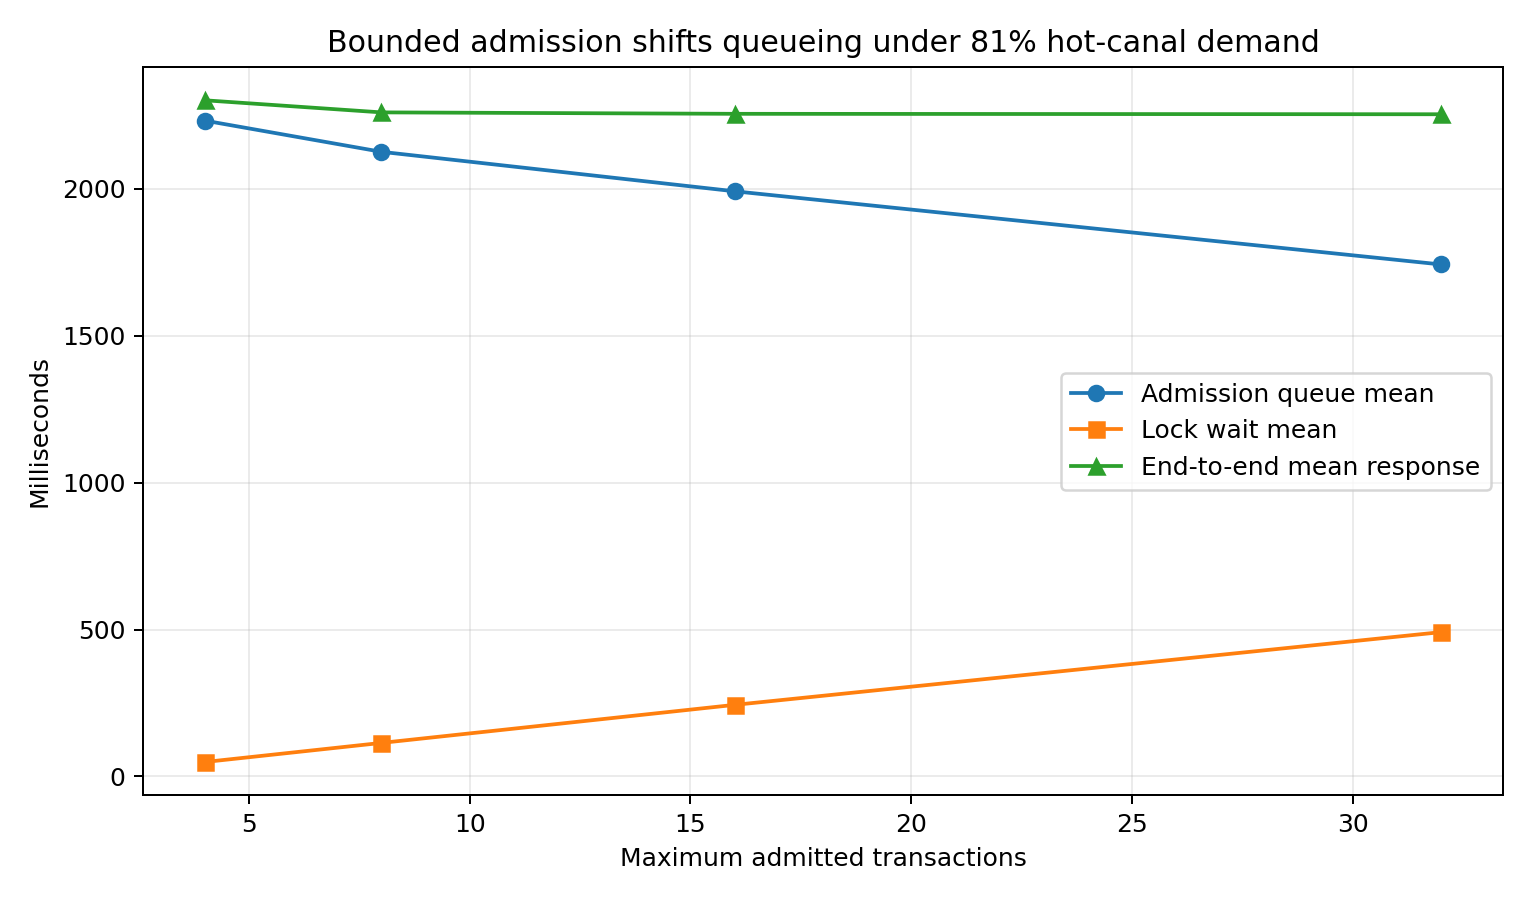 Bounded admission shifts queueing under 81% hot-canal demand
Milliseconds
2000
1500
1000
500
0
Admission queue mean
Lock wait mean
End-to-end mean response
5 10 15 20 25 30
Maximum admitted transactions